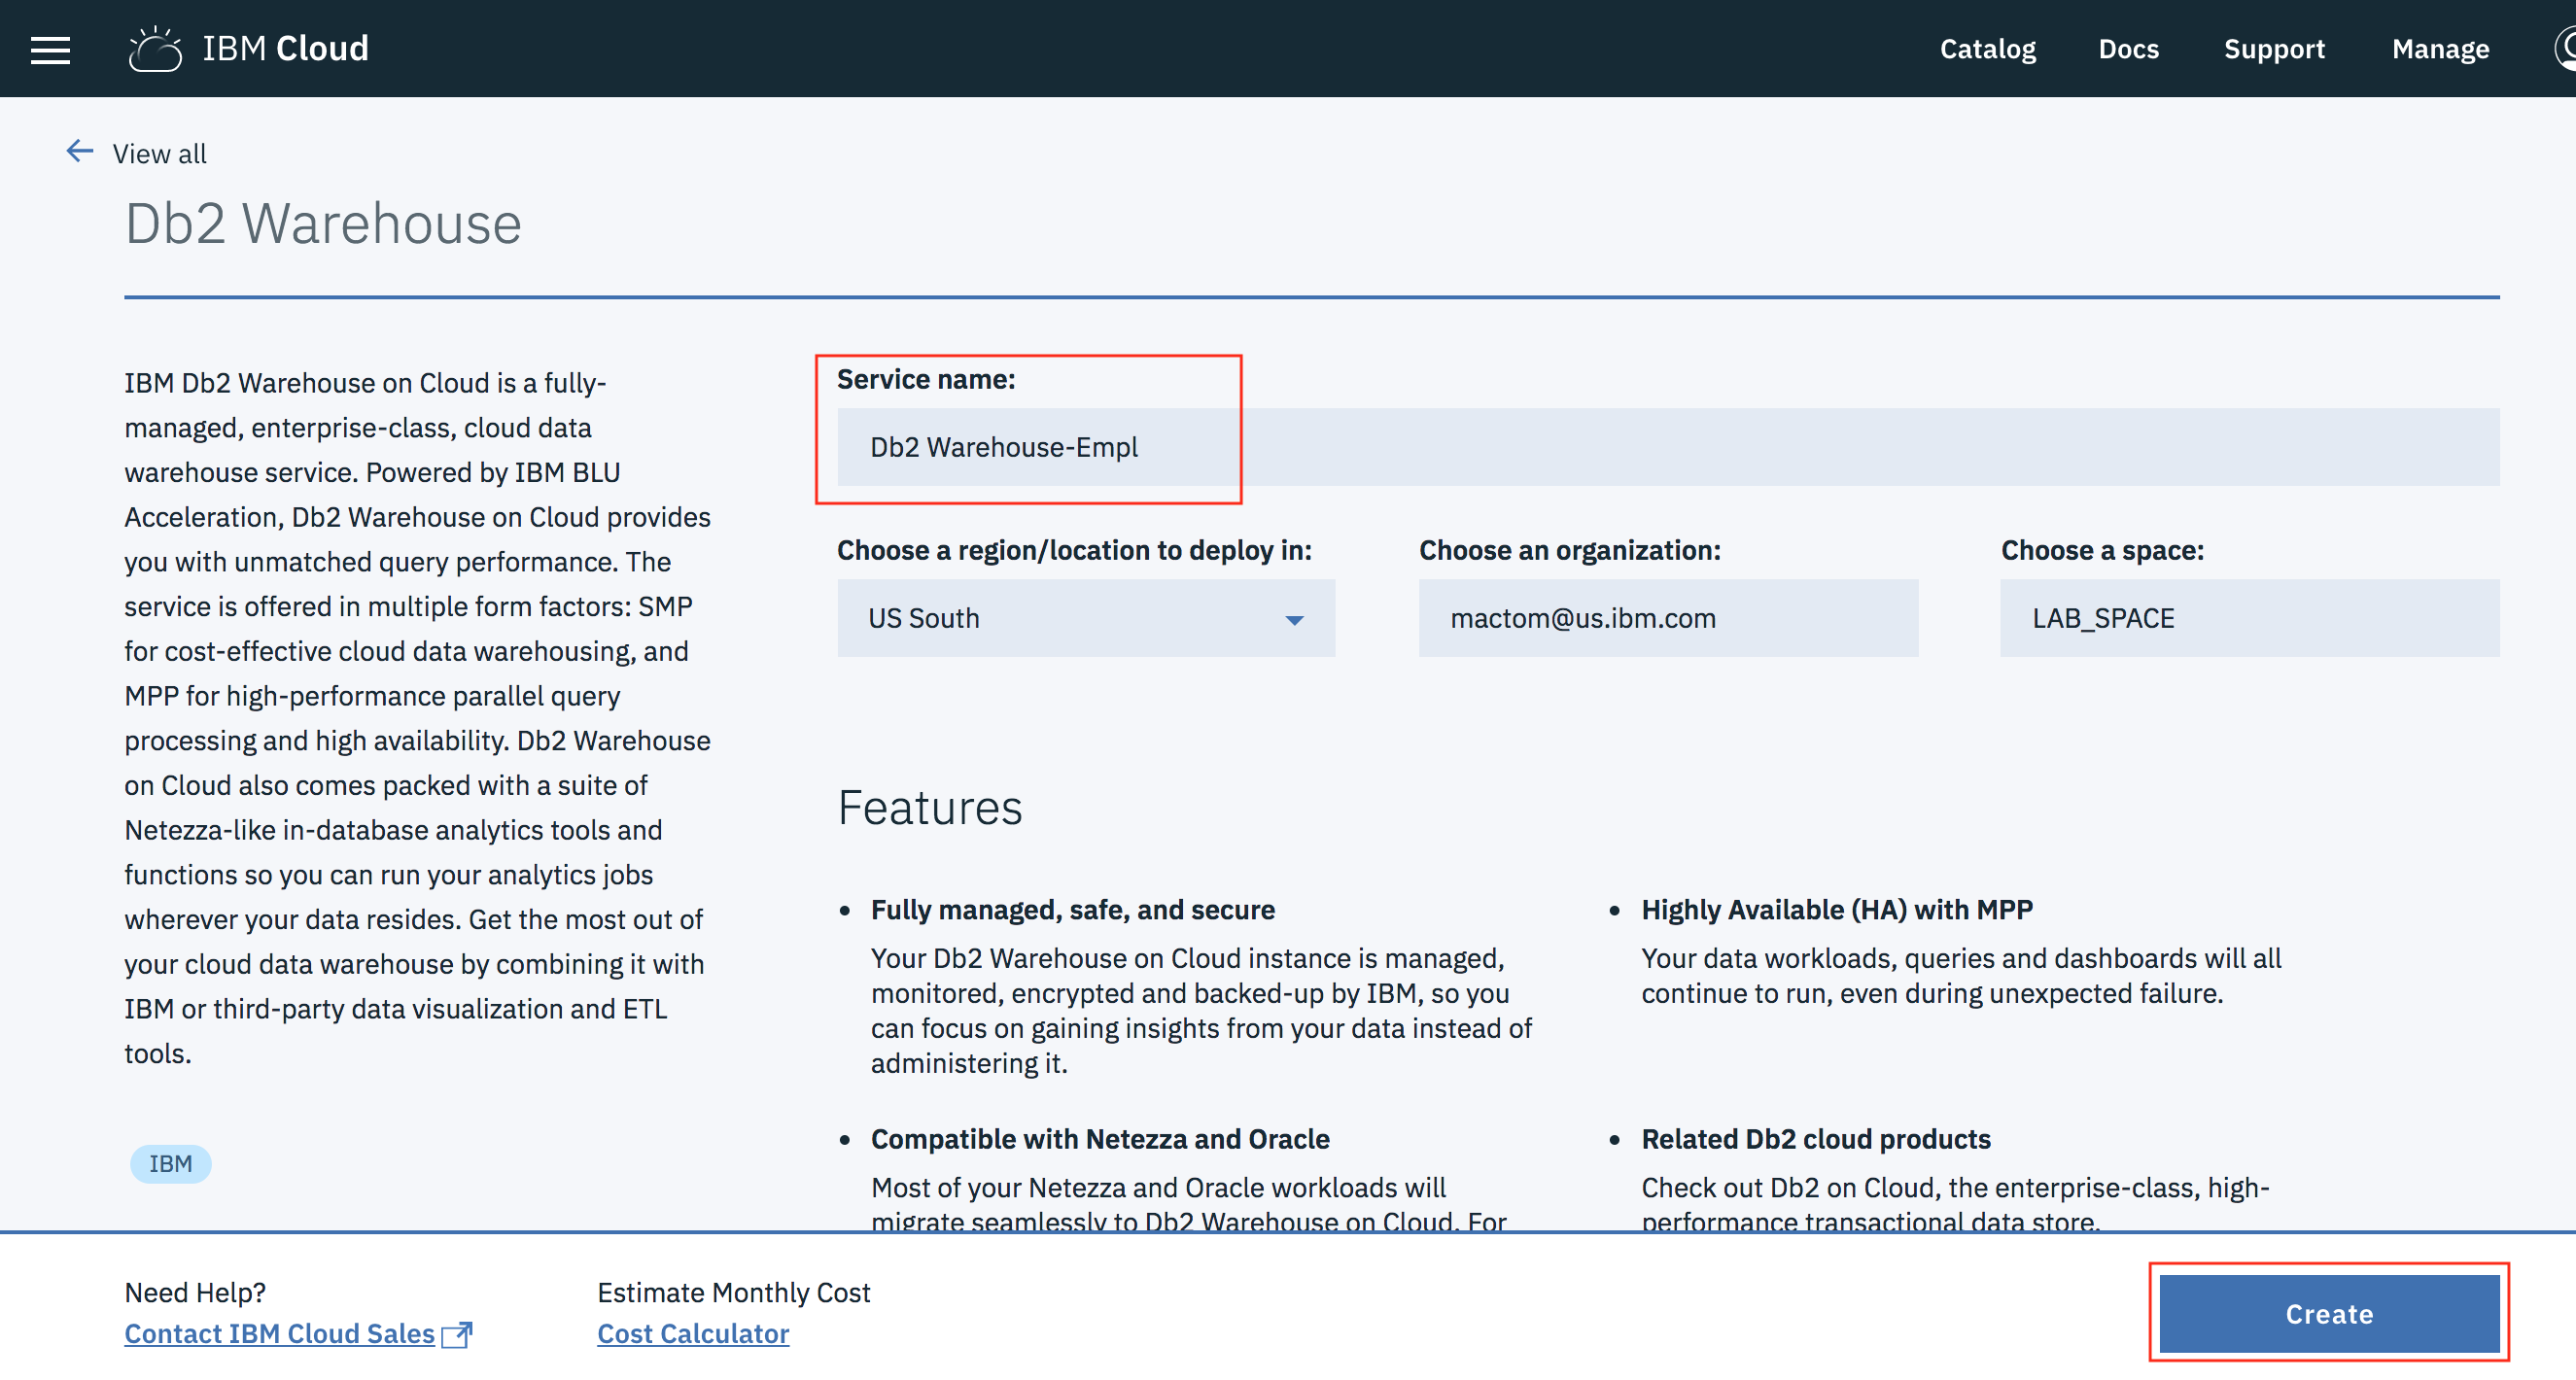 IBM Cloud
Catalog
Docs
Support
Manage
View all
Db2 Warehouse
IBM Db2 Warehouse on Cloud is a fully-
managed, enterprise-class, cloud data
warehouse service. Powered by IBM BLU
Acceleration, Db2 Warehouse on Cloud provides
you with unmatched query performance. The
service is offered in multiple form factors: SMP
for cost-effective cloud data warehousing, and
MPP for high-performance parallel query
processing and high availability. Db2 Warehouse
on Cloud also comes packed with a suite of
Netezza-like in-database analytics tools and
functions so you can run your analytics jobs
wherever your data resides. Get the most out of
your cloud data warehouse by combining it with
IBM or third-party data visualization and ETL
tools.
IBM
Service name:
Db2 Warehouse-Empl
Choose a region/location to deploy in:
US South
Choose an organization:
mactom@us.ibm.com
Choose a space:
LAB_SPACE
Features
Fully managed, safe, and secure
Your Db2 Warehouse on Cloud instance is managed,
monitored, encrypted and backed-up by IBM, so you
can focus on gaining insights from your data instead of
administering it.
Highly Available (HA) with MPP
Your data workloads, queries and dashboards will all
continue to run, even during unexpected failure.
Compatible with Netezza and Oracle
Most of your Netezza and Oracle workloads will
migrate seamlessly to Db2 Warehouse on Cloud. For
Related Db2 cloud products
Check out Db2 on Cloud, the enterprise-class, high-
performance transactional data store.
Need Help?
Contact IBM Cloud Sales
Estimate Monthly Cost
Cost Calculator
Create